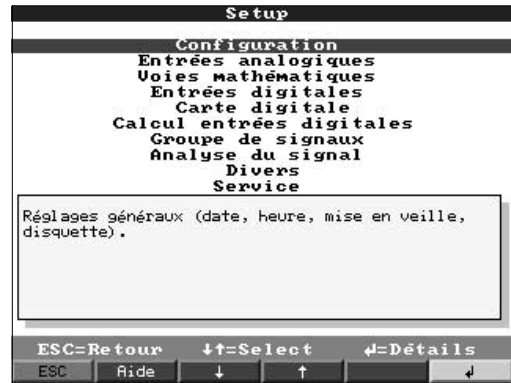 Setup
Configuration
Entrées analogiques
Voies mathématiques
Entrées digitales
Carte digitale
Calcul entrées digitales
Groupe de signaux
Analyse du signal
Divers
Service
Réglages généraux (date, heure, mise en veille,
disquette).
ESC=Retour ↓↑=Select ↲=Détails
ESC Aide ↓ ↑ ↲